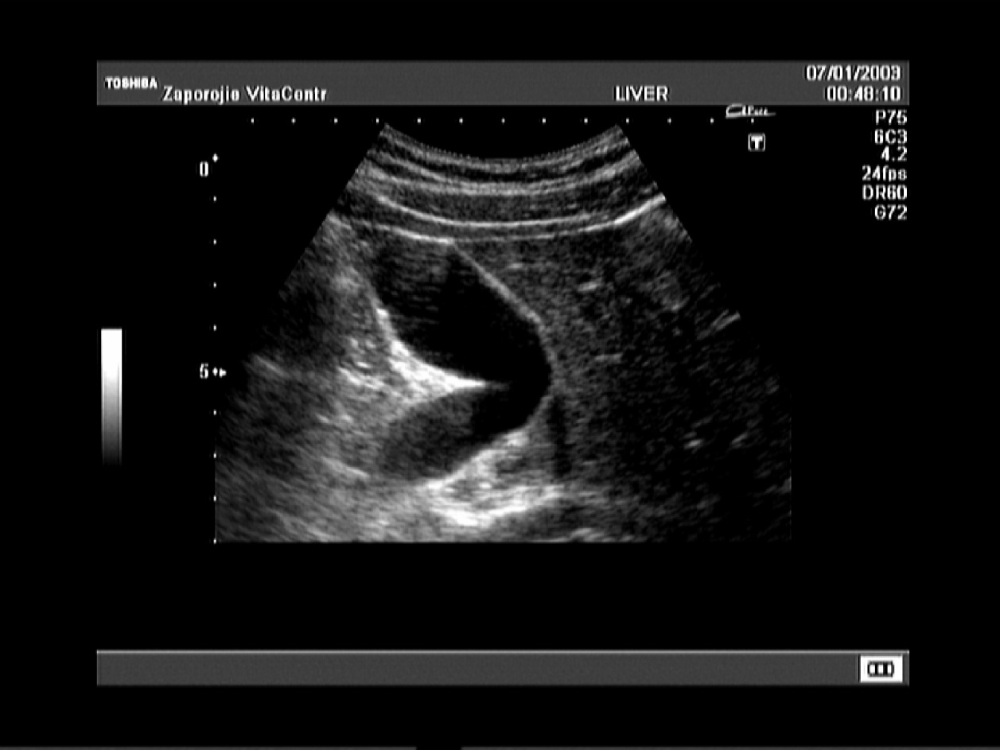 TOSHIBA
Zaporojie VitaContr
LIVER
07/01/2003
00:48:10
T
P75
6C3
4.2
24fps
DR60
G72
0
5